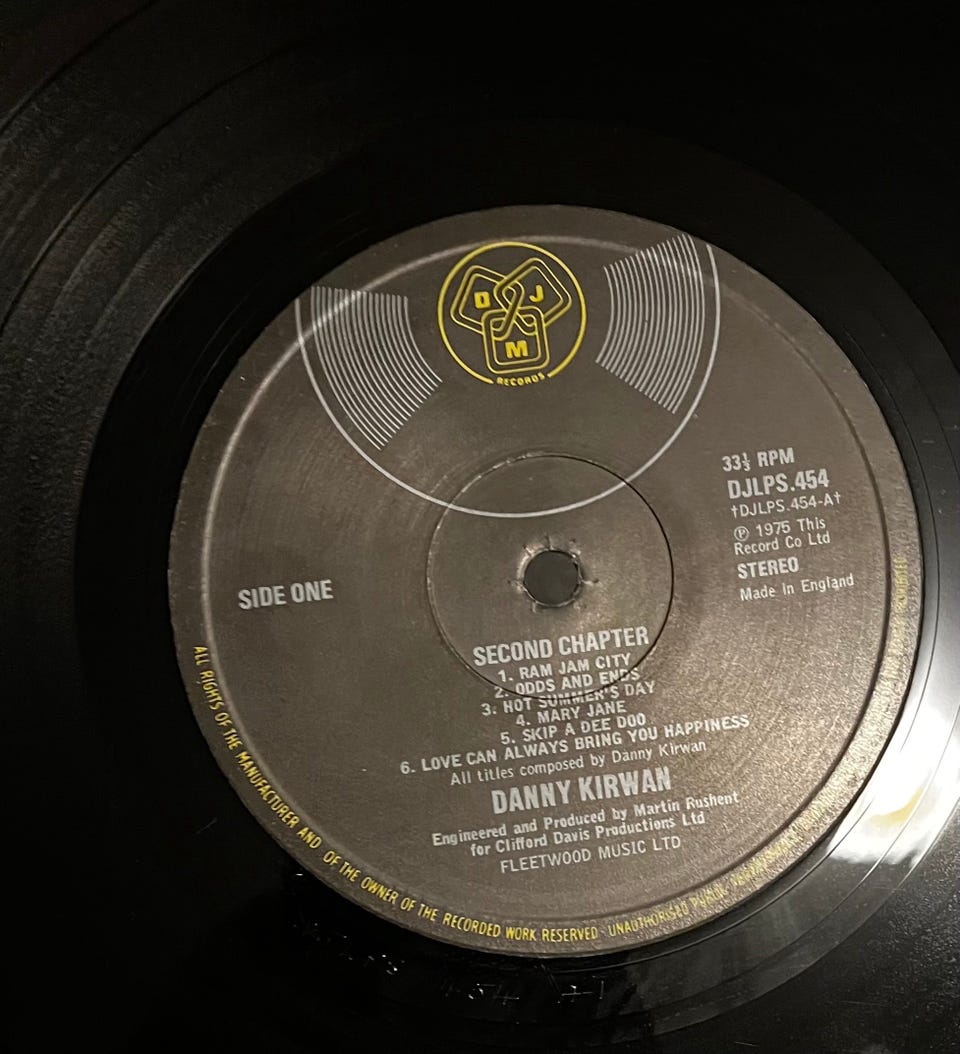 D J
M
RECORDS
33⅓ RPM
DJLPS.454
†DJLPS.454-A†
℗ 1975 This
Record Co Ltd
STEREO
Made in England
SIDE ONE
SECOND CHAPTER
1. RAM JAM CITY
2. ODDS AND ENDS
3. HOT SUMMER'S DAY
4. MARY JANE
5. SKIP A DEE DOO
6. LOVE CAN ALWAYS BRING YOU HAPPINESS
All titles composed by Danny Kirwan
DANNY KIRWAN
Engineered and Produced by Martin Rushent
for Clifford Davis Productions Ltd
FLEETWOOD MUSIC LTD
ALL RIGHTS OF THE MANUFACTURER AND OF THE OWNER OF THE RECORDED WORK RESERVED · UNAUTHORISED PUBLIC
454